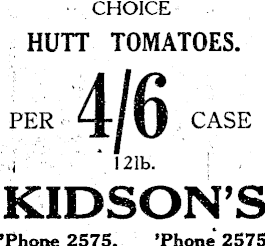 CHOICE
HUTT TOMATOES.
PER 4/6 CASE
12lb.
KIDSON'S
'Phone 2575. 'Phone 2575